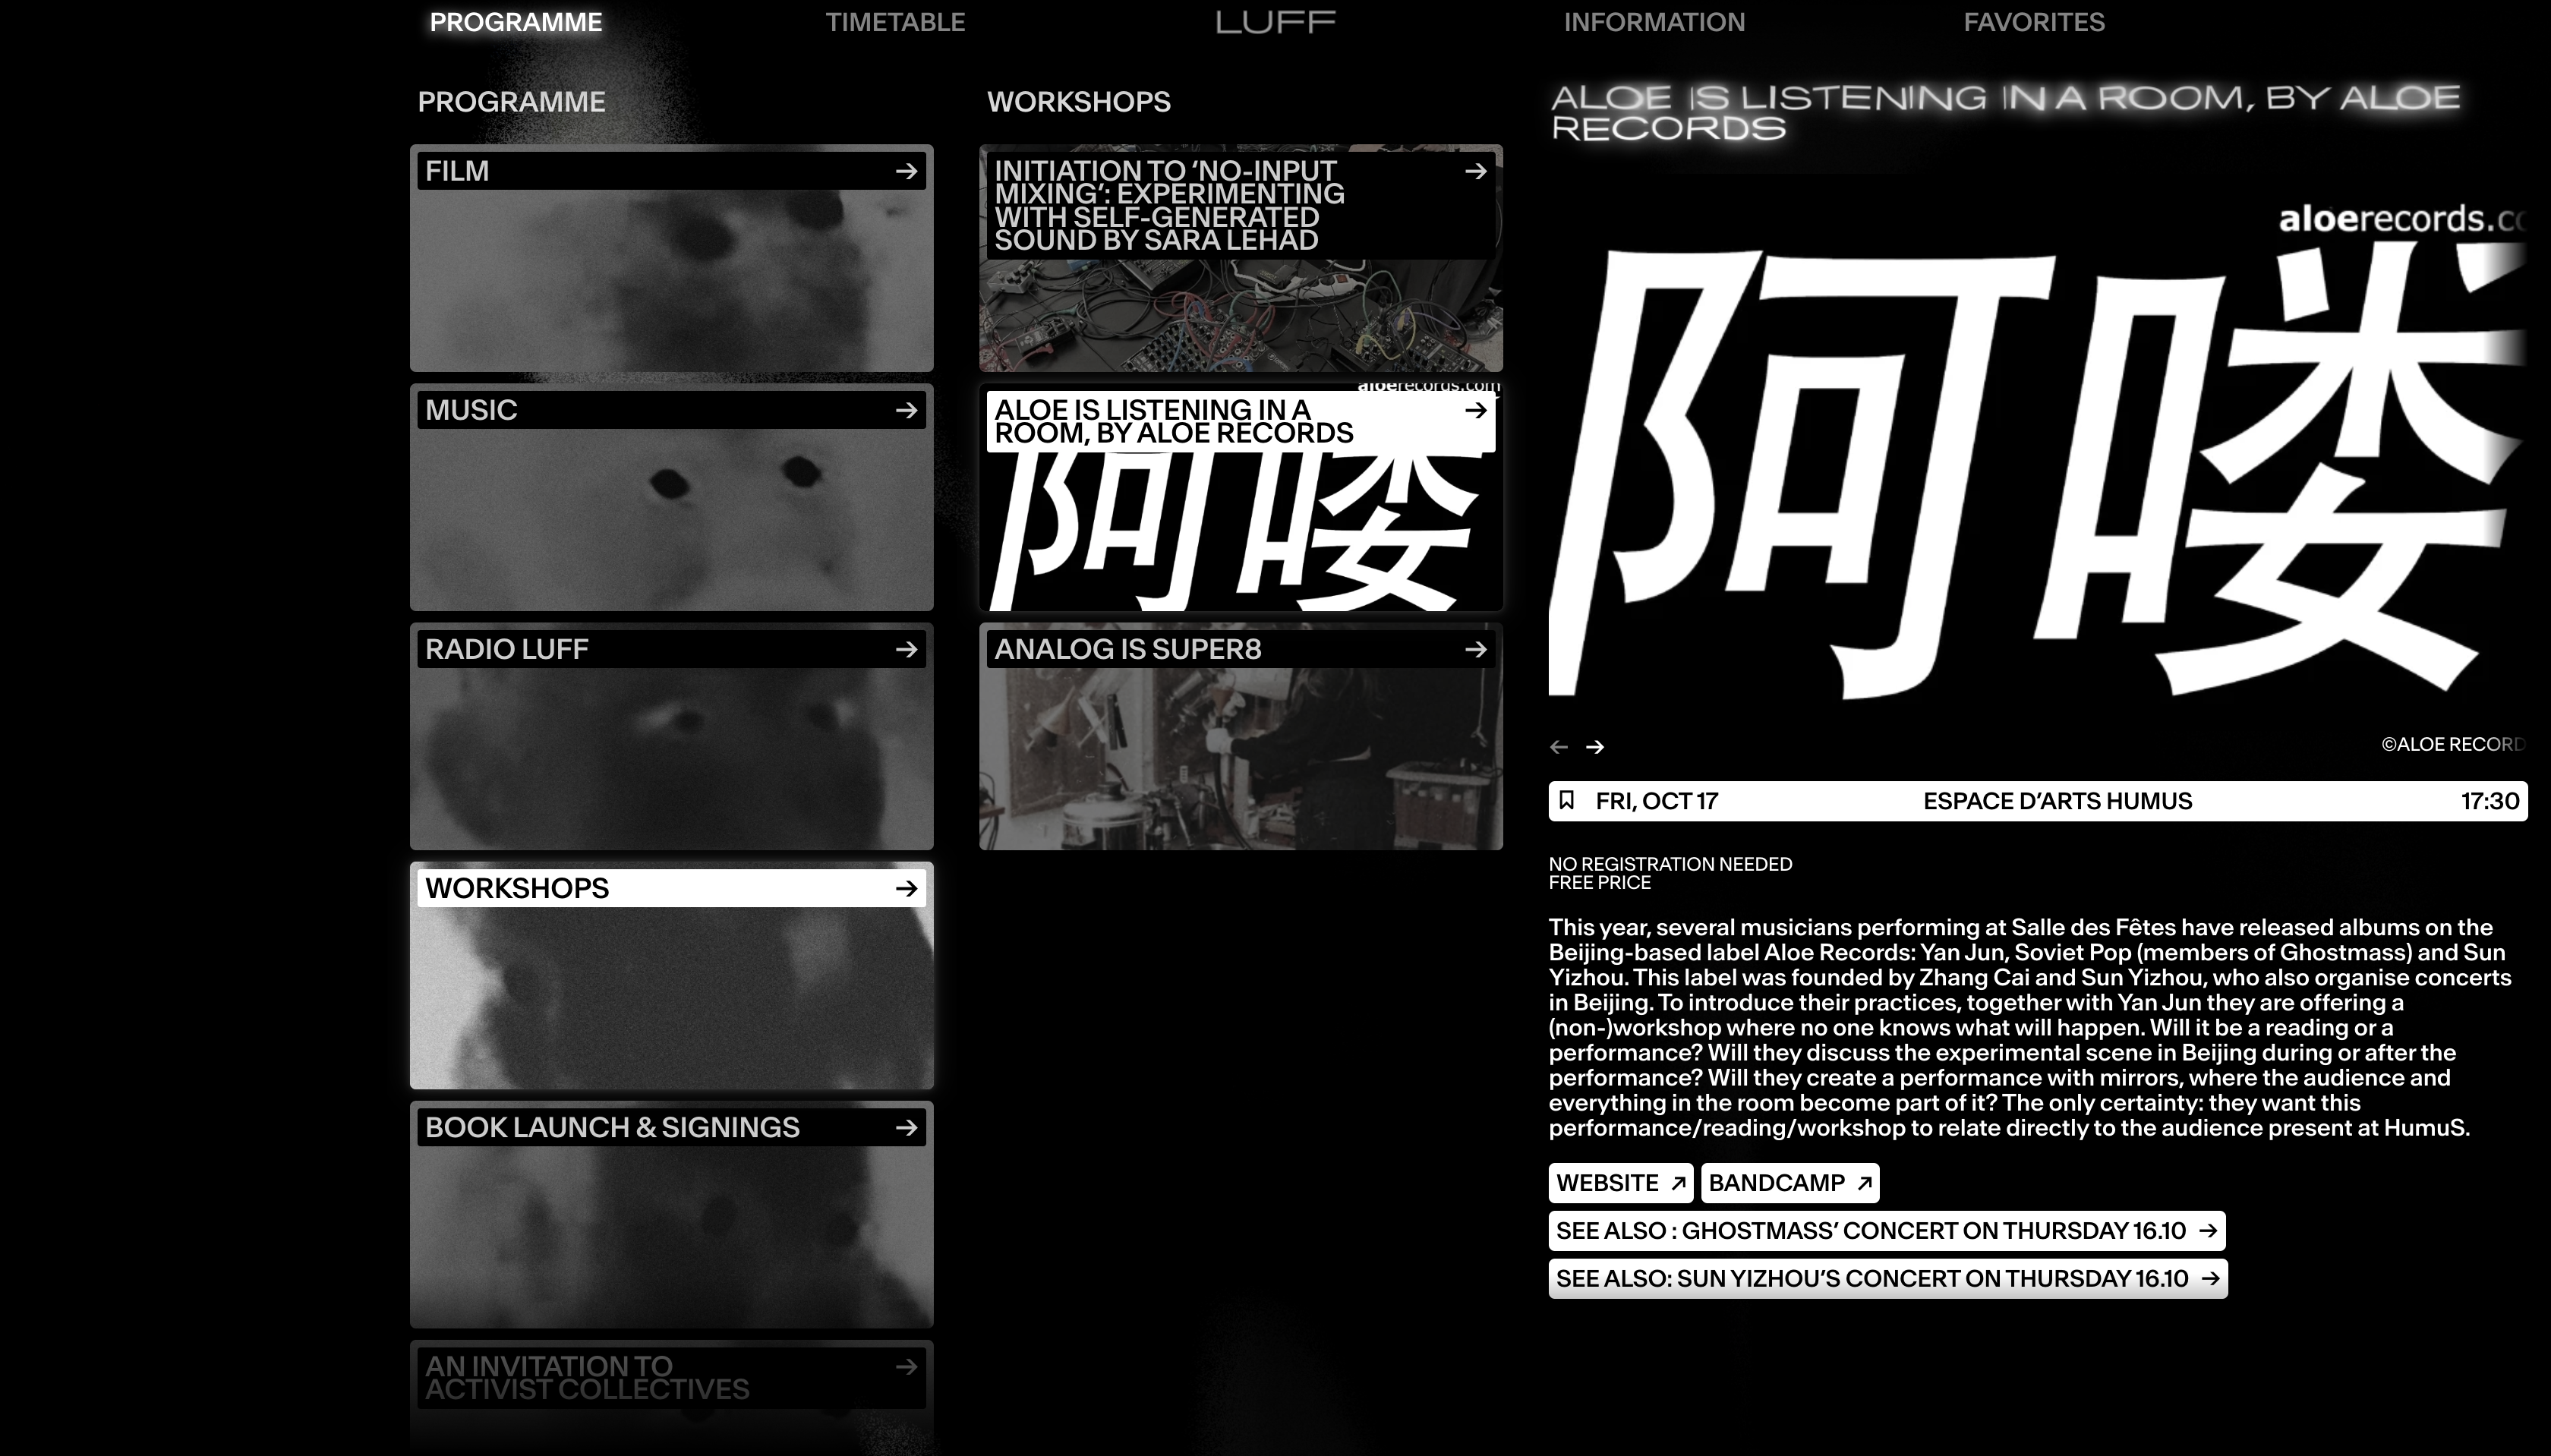 PROGRAMME
TIMETABLE
LUFF
INFORMATION
FAVORITES
PROGRAMME
FILM
MUSIC
RADIO LUFF
WORKSHOPS
BOOK LAUNCH & SIGNINGS
AN INVITATION TO
ACTIVIST COLLECTIVES
WORKSHOPS
INITIATION TO ‘NO-INPUT
MIXING’: EXPERIMENTING
WITH SELF-GENERATED
SOUND BY SARA LEHAD
aloerecords.com
ALOE IS LISTENING IN A
ROOM, BY ALOE RECORDS
阿喽
ANALOG IS SUPER8
ALOE IS LISTENING IN A ROOM, BY ALOE
RECORDS
aloerecords.co
阿喽
©ALOE RECORD
FRI, OCT 17
ESPACE D’ARTS HUMUS
17:30
NO REGISTRATION NEEDED
FREE PRICE
This year, several musicians performing at Salle des Fêtes have released albums on the
Beijing-based label Aloe Records: Yan Jun, Soviet Pop (members of Ghostmass) and Sun
Yizhou. This label was founded by Zhang Cai and Sun Yizhou, who also organise concerts
in Beijing. To introduce their practices, together with Yan Jun they are offering a
(non-)workshop where no one knows what will happen. Will it be a reading or a
performance? Will they discuss the experimental scene in Beijing during or after the
performance? Will they create a performance with mirrors, where the audience and
everything in the room become part of it? The only certainty: they want this
performance/reading/workshop to relate directly to the audience present at HumuS.
WEBSITE
BANDCAMP
SEE ALSO : GHOSTMASS’ CONCERT ON THURSDAY 16.10
SEE ALSO: SUN YIZHOU’S CONCERT ON THURSDAY 16.10